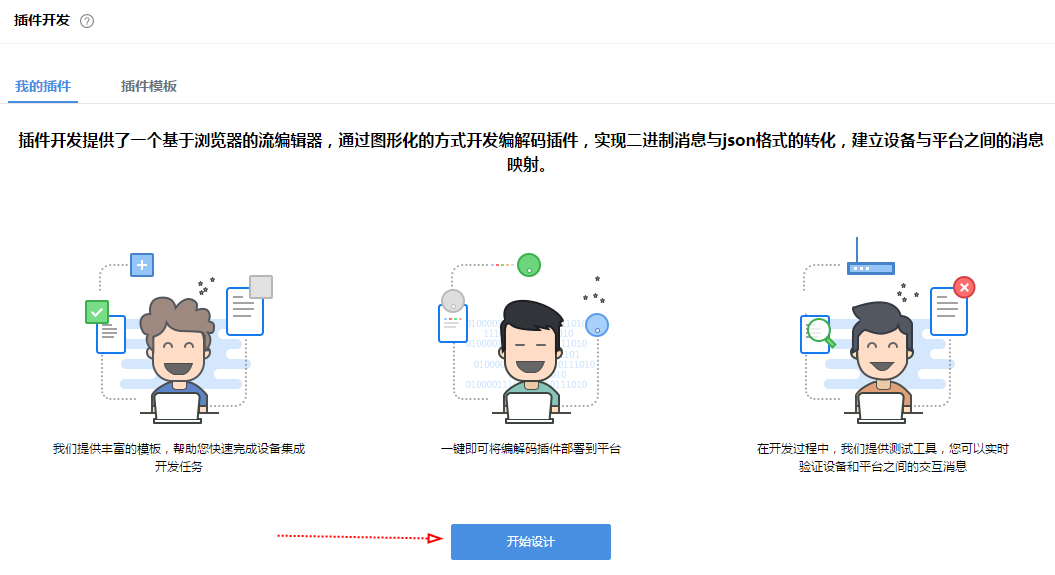 插件开发 ?
我的插件 插件模板
插件开发提供了一个基于浏览器的流编辑器，通过图形化的方式开发编解码插件，实现二进制消息与json格式的转化，建立设备与平台之间的消息
映射。
我们提供丰富的模板，帮助您快速完成设备集成
开发任务
一键即可将编解码插件部署到平台
在开发过程中，我们提供测试工具，您可以实时
验证设备和平台之间的交互消息
开始设计